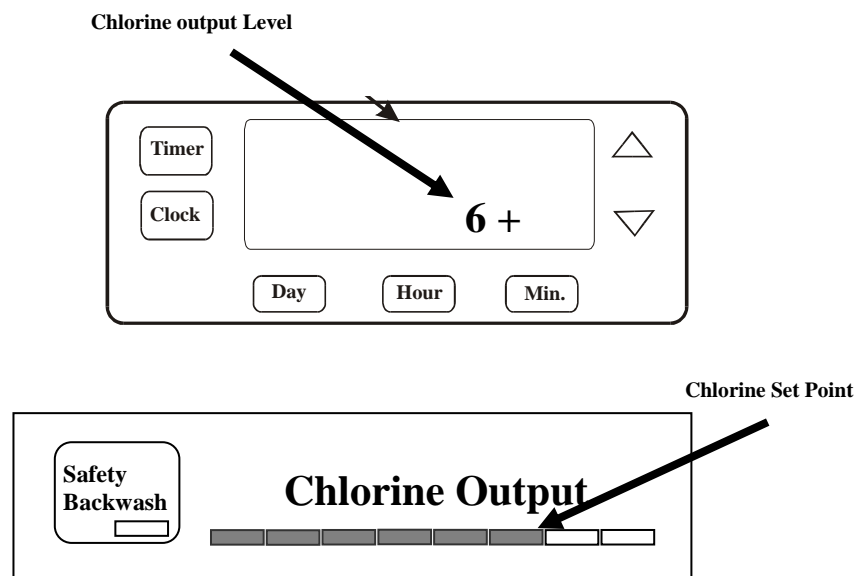 Chlorine output Level
Timer
Clock
6 +
Day Hour Min.
Chlorine Set Point
Safety
Backwash
Chlorine Output